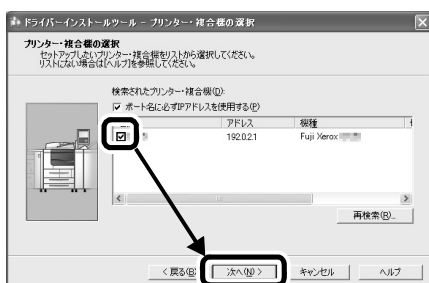 ドライバーインストールツール - プリンター・複合機の選択
プリンター・複合機の選択
セットアップしたいプリンター・複合機をリストから選択してください。
リストにない場合は[ヘルプ]を参照してください。
検索されたプリンター・複合機(D):
ポート名に必ずIPアドレスを使用する(P)
アドレス 機種
192.0.2.1 Fuji Xerox
再検索(R)...
< 戻る(B)
次へ(N) >
キャンセル
ヘルプ